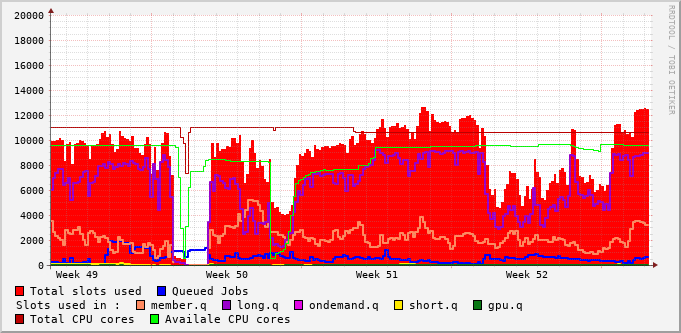 RRDTOOL / TOBI OETIKER
20000
18000
16000
14000
12000
10000
8000
6000
4000
2000
0
Week 49 Week 50 Week 51 Week 52
Total slots used Queued Jobs
Slots used in : member.q long.q ondemand.q short.q gpu.q
Total CPU cores Availale CPU cores